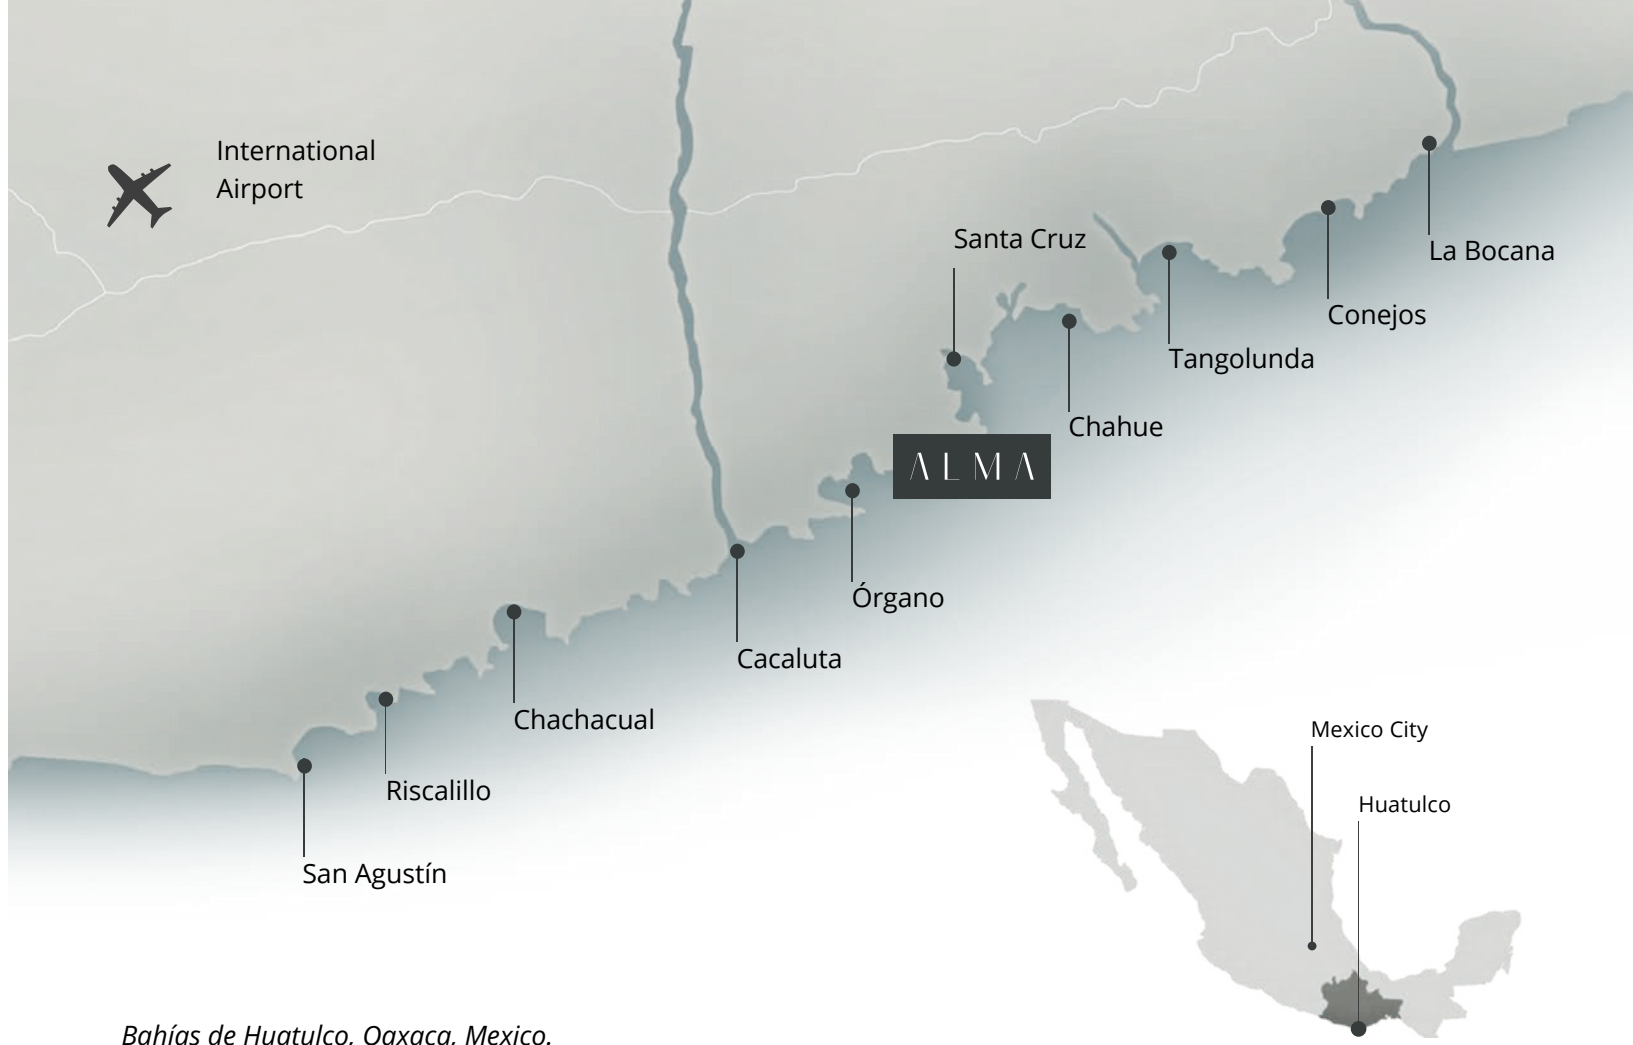 International
Airport
Santa Cruz
La Bocana
Conejos
Tangolunda
Chahue
ALMA
Órgano
Cacaluta
Chachacual
Riscalillo
San Agustín
Mexico City
Huatulco
Bahías de Huatulco, Oaxaca, Mexico.